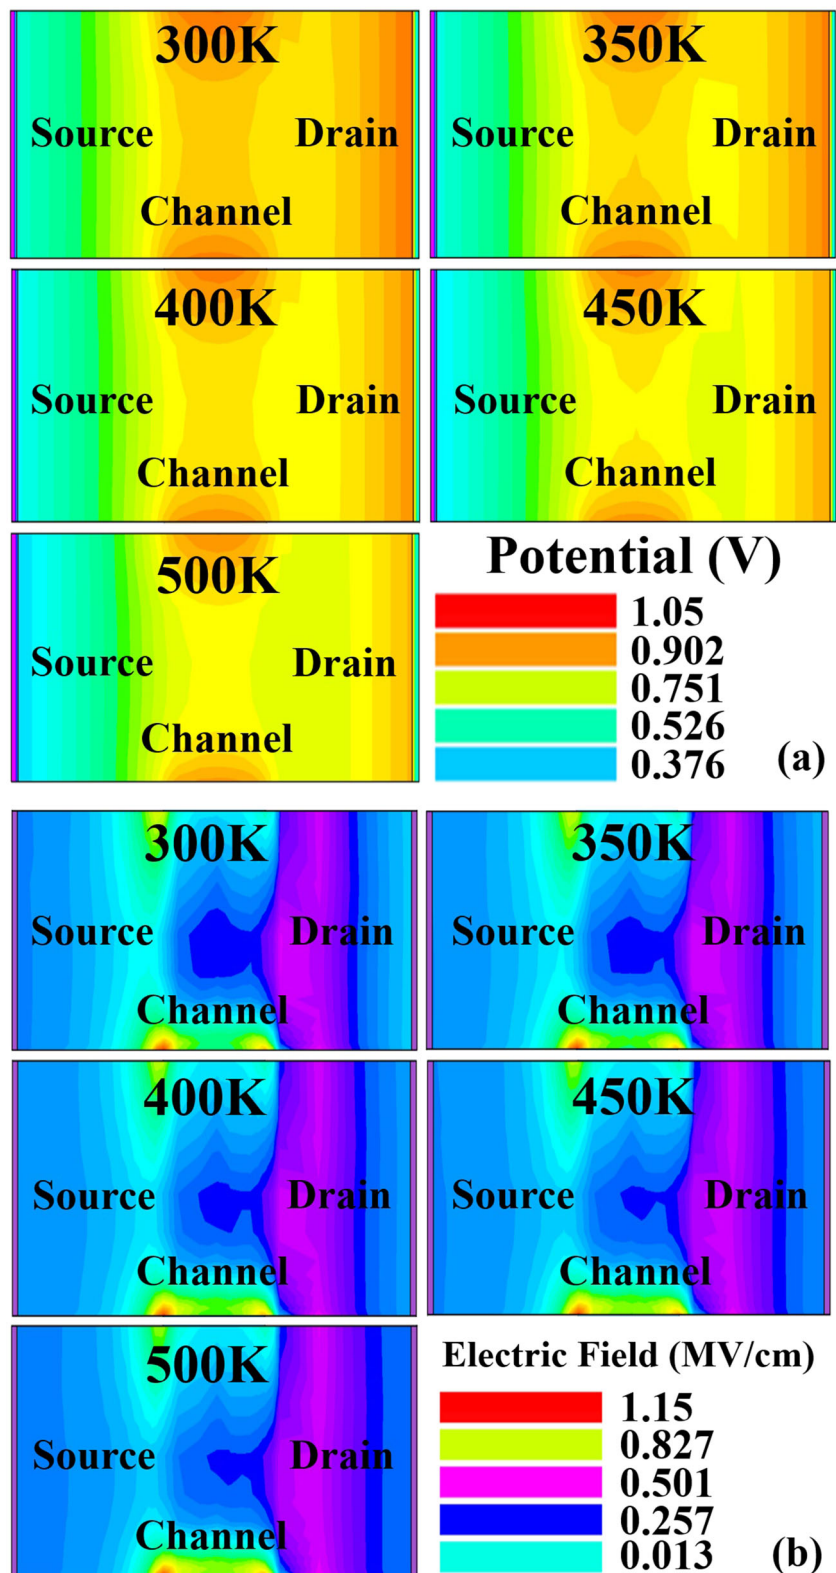 300K
350K
Source
Drain
Source
Drain
Channel
Channel
400K
450K
Source
Drain
Source
Drain
Channel
Channel
500K
Source
Drain
Channel
Potential (V)
1.05
0.902
0.751
0.526
0.376
(a)
300K
350K
Source
Drain
Source
Drain
Channel
Channel
400K
450K
Source
Drain
Source
Drain
Channel
Channel
500K
Source
Drain
Channel
Electric Field (MV/cm)
1.15
0.827
0.501
0.257
0.013
(b)